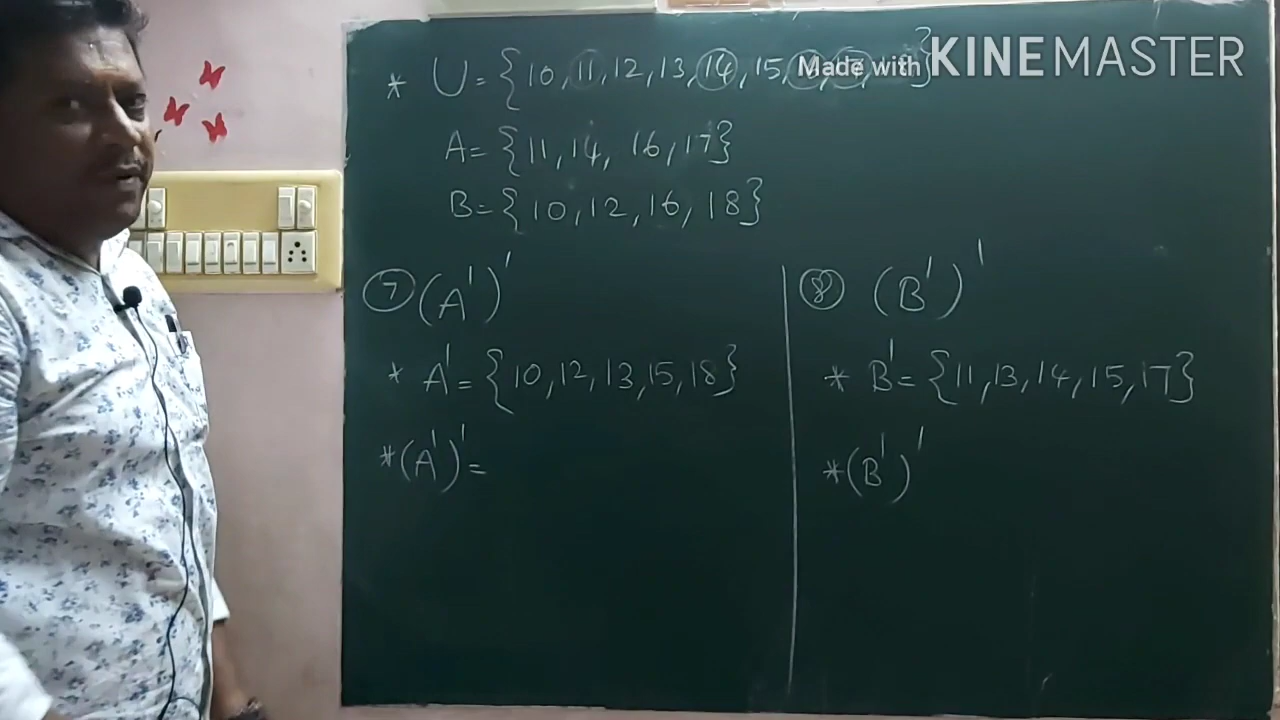 * U = {10, 11, 12, 13, 14, 15,
Made with KINEMASTER
A = {11, 14, 16, 17}
B = {10, 12, 16, 18}
⑦ (A')'
* A' = {10, 12, 13, 15, 18}
*(A')' =
⑧ (B')'
* B' = {11, 13, 14, 15, 17}
*(B')'